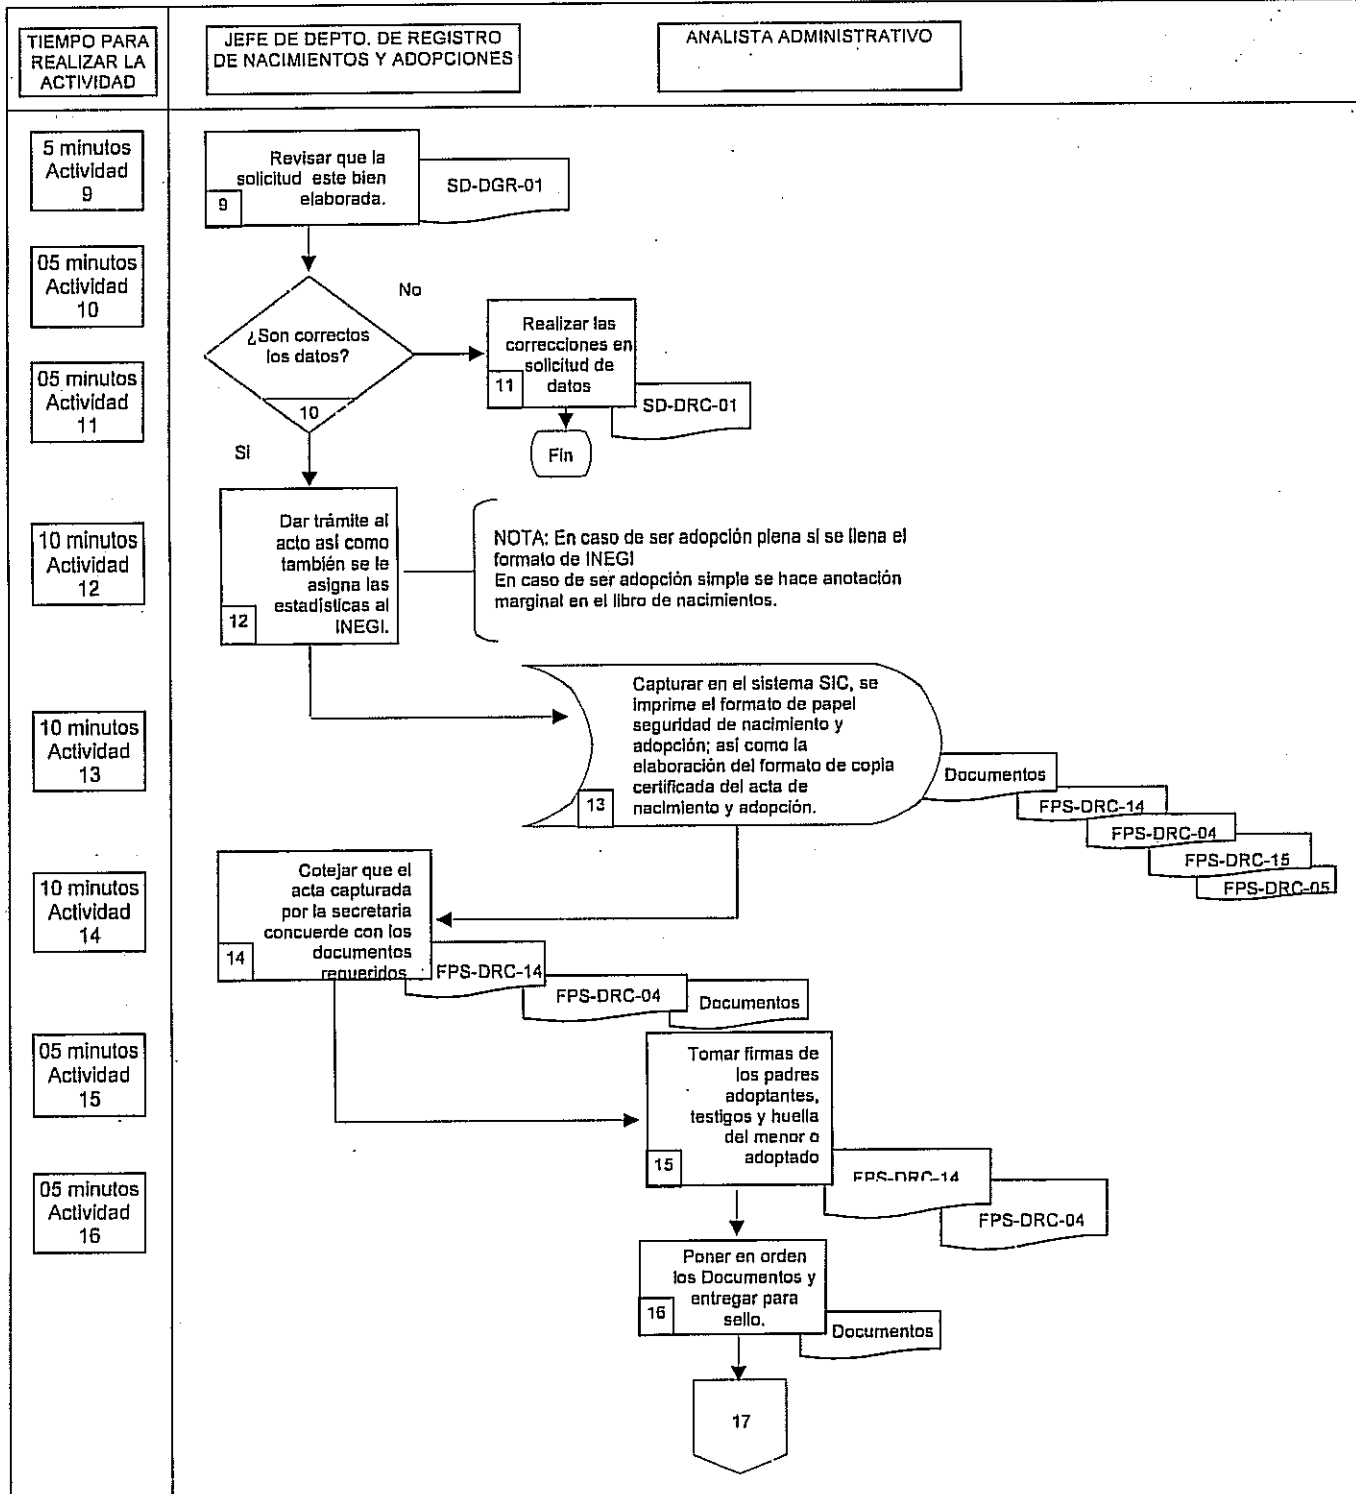 TIEMPO PARA
REALIZAR LA
ACTIVIDAD
JEFE DE DEPTO. DE REGISTRO
DE NACIMIENTOS Y ADOPCIONES
ANALISTA ADMINISTRATIVO
5 minutos
Actividad
9
Revisar que la
solicitud este bien
elaborada.
9
SD-DGR-01
05 minutos
Actividad
10
¿Son correctos
los datos?
10
No
Si
05 minutos
Actividad
11
Realizar las
correcciones en
solicitud de
datos
11
SD-DRC-01
Fin
10 minutos
Actividad
12
Dar trámite al
acto así como
también se le
asigna las
estadísticas al
INEGI.
12
NOTA: En caso de ser adopción plena si se llena el
formato de INEGI
En caso de ser adopción simple se hace anotación
marginal en el libro de nacimientos.
10 minutos
Actividad
13
Capturar en el sistema SIC, se
imprime el formato de papel
seguridad de nacimiento y
adopción; así como la
elaboración del formato de copia
certificada del acta de
nacimiento y adopción.
13
Documentos
FPS-DRC-14
FPS-DRC-04
FPS-DRC-15
FPS-DRC-05
10 minutos
Actividad
14
Cotejar que el
acta capturada
por la secretaria
concuerde con los
documentos
requeridos
14
FPS-DRC-14
FPS-DRC-04
Documentos
05 minutos
Actividad
15
Tomar firmas de
los padres
adoptantes,
testigos y huella
del menor o
adoptado
15
FPS-DRC-14
FPS-DRC-04
05 minutos
Actividad
16
Poner en orden
los Documentos y
entregar para
sello.
16
Documentos
17